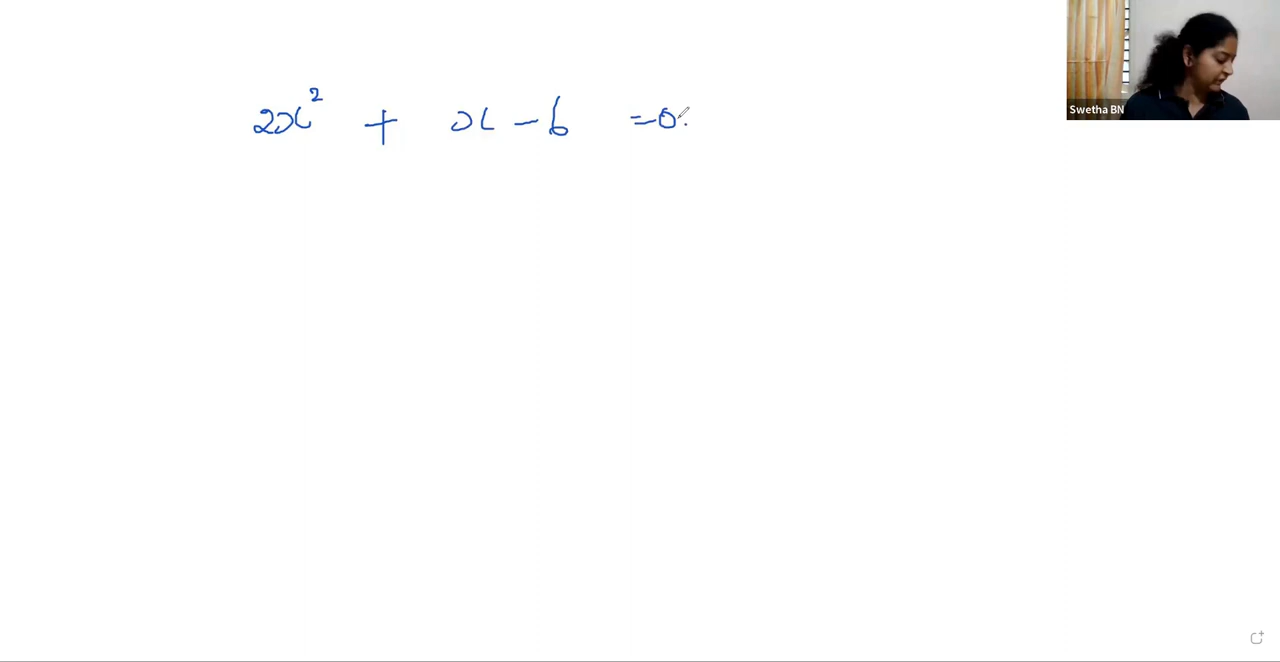 2x² + x - 6 = 0.
Swetha BN